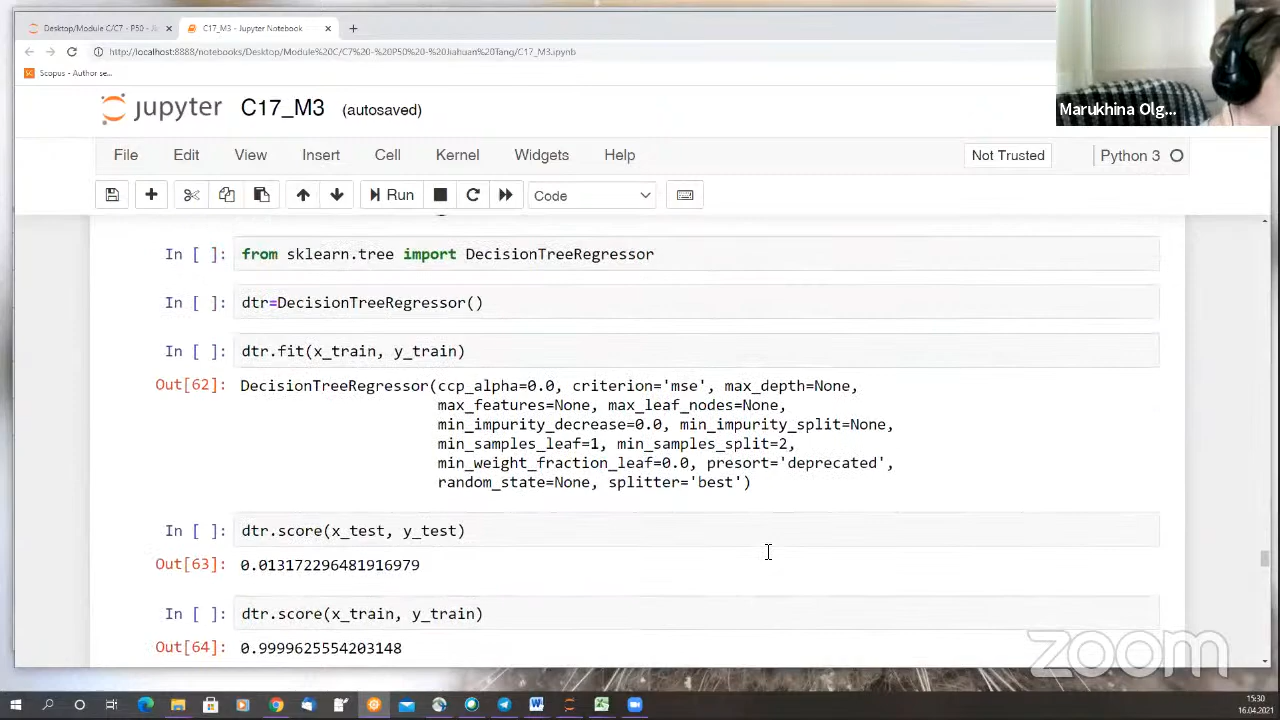 Desktop/Module C/C7 - P50 - Ji
C17_M3 - Jupyter Notebook
http://localhost:8888/notebooks/Desktop/Module%20C/C7%20-%20P50%20-%20Jiahuan%20Tang/C17_M3.ipynb
Scopus - Author se...
Marukhina Olg...
jupyter C17_M3 (autosaved)
File Edit View Insert Cell Kernel Widgets Help Not Trusted Python 3
Run Code
In [ ]: from sklearn.tree import DecisionTreeRegressor
In [ ]: dtr=DecisionTreeRegressor()
In [ ]: dtr.fit(x_train, y_train)
Out[62]: DecisionTreeRegressor(ccp_alpha=0.0, criterion='mse', max_depth=None,
max_features=None, max_leaf_nodes=None,
min_impurity_decrease=0.0, min_impurity_split=None,
min_samples_leaf=1, min_samples_split=2,
min_weight_fraction_leaf=0.0, presort='deprecated',
random_state=None, splitter='best')
In [ ]: dtr.score(x_test, y_test)
Out[63]: 0.013172296481916979
In [ ]: dtr.score(x_train, y_train)
Out[64]: 0.9999625554203148
zoom
15:30
16.04.2021